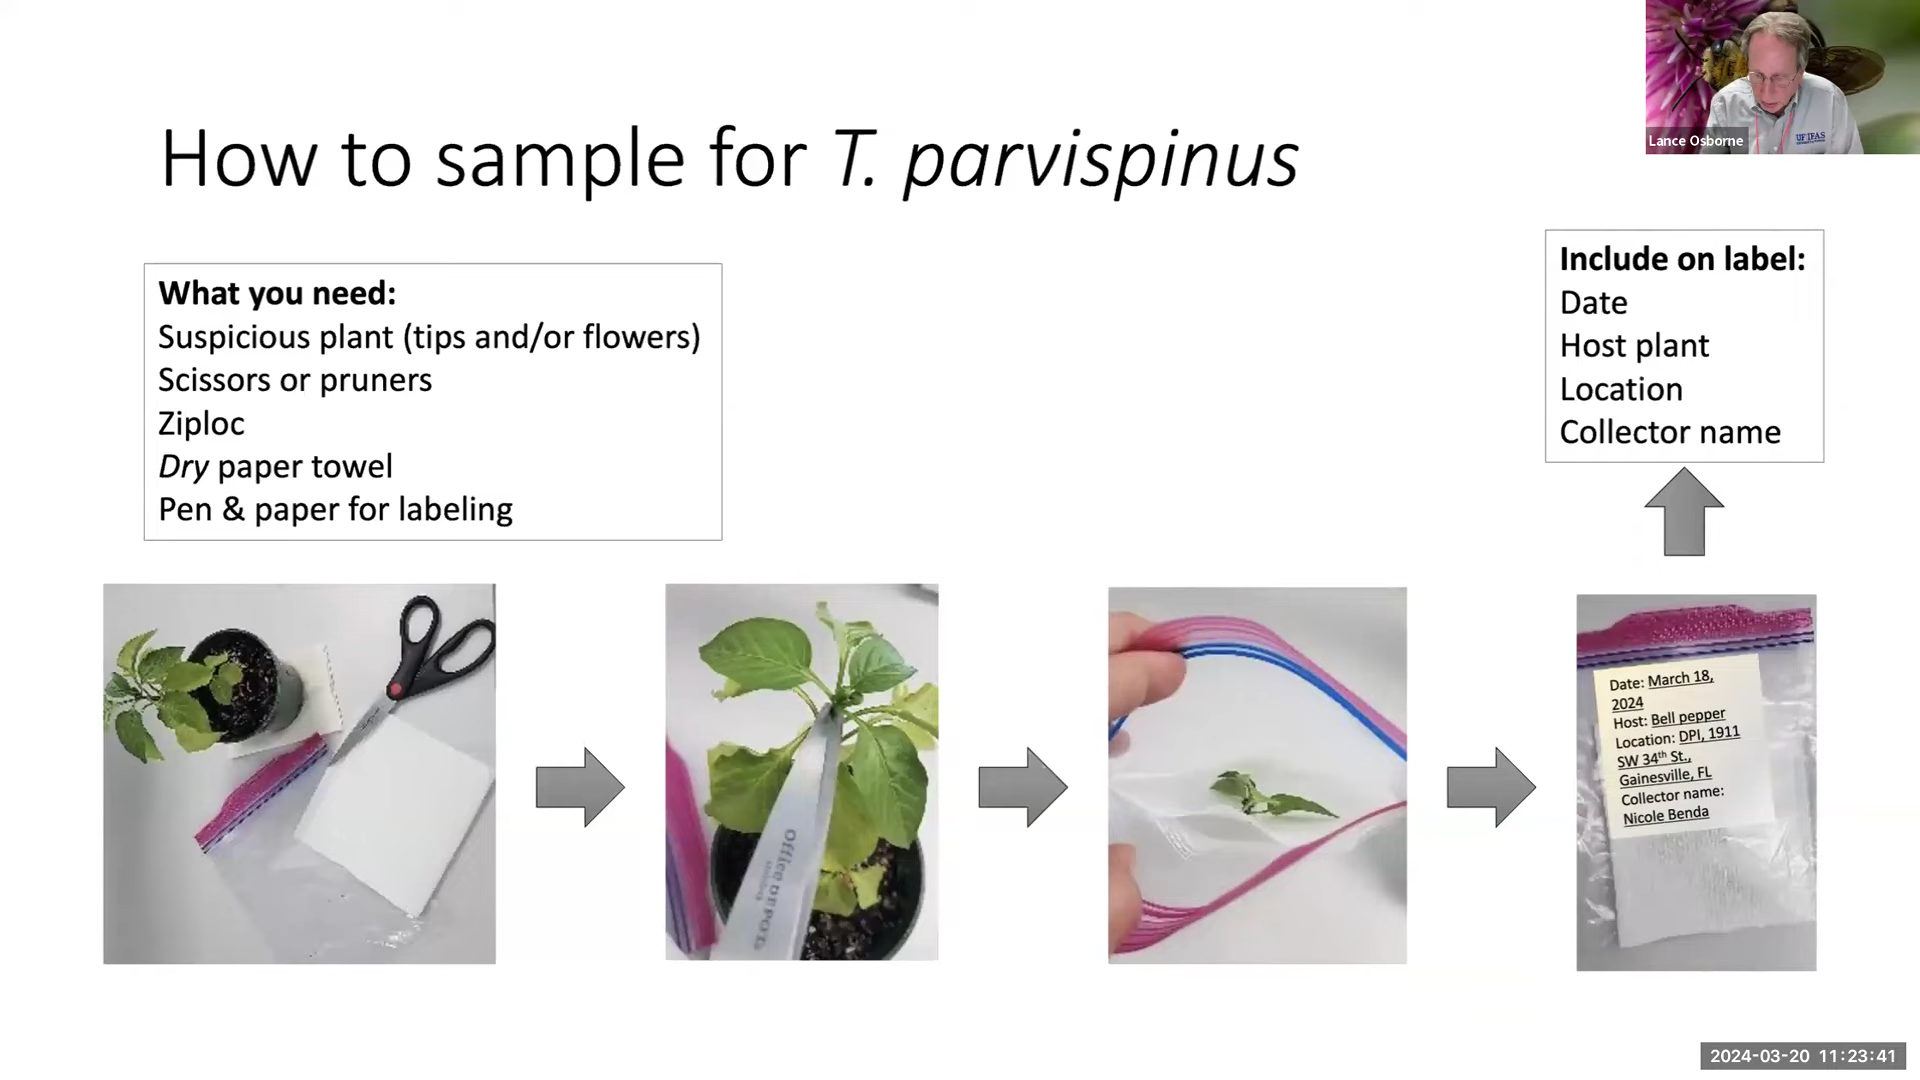 Lance Osborne
UF|IFAS
How to sample for T. parvispinus
What you need:
Suspicious plant (tips and/or flowers)
Scissors or pruners
Ziploc
Dry paper towel
Pen & paper for labeling
Include on label:
Date
Host plant
Location
Collector name
Office DEPOT
Date: March 18,
2024
Host: Bell pepper
Location: DPI, 1911
SW 34th St.,
Gainesville, FL
Collector name:
Nicole Benda
2024-03-20 11:23:41